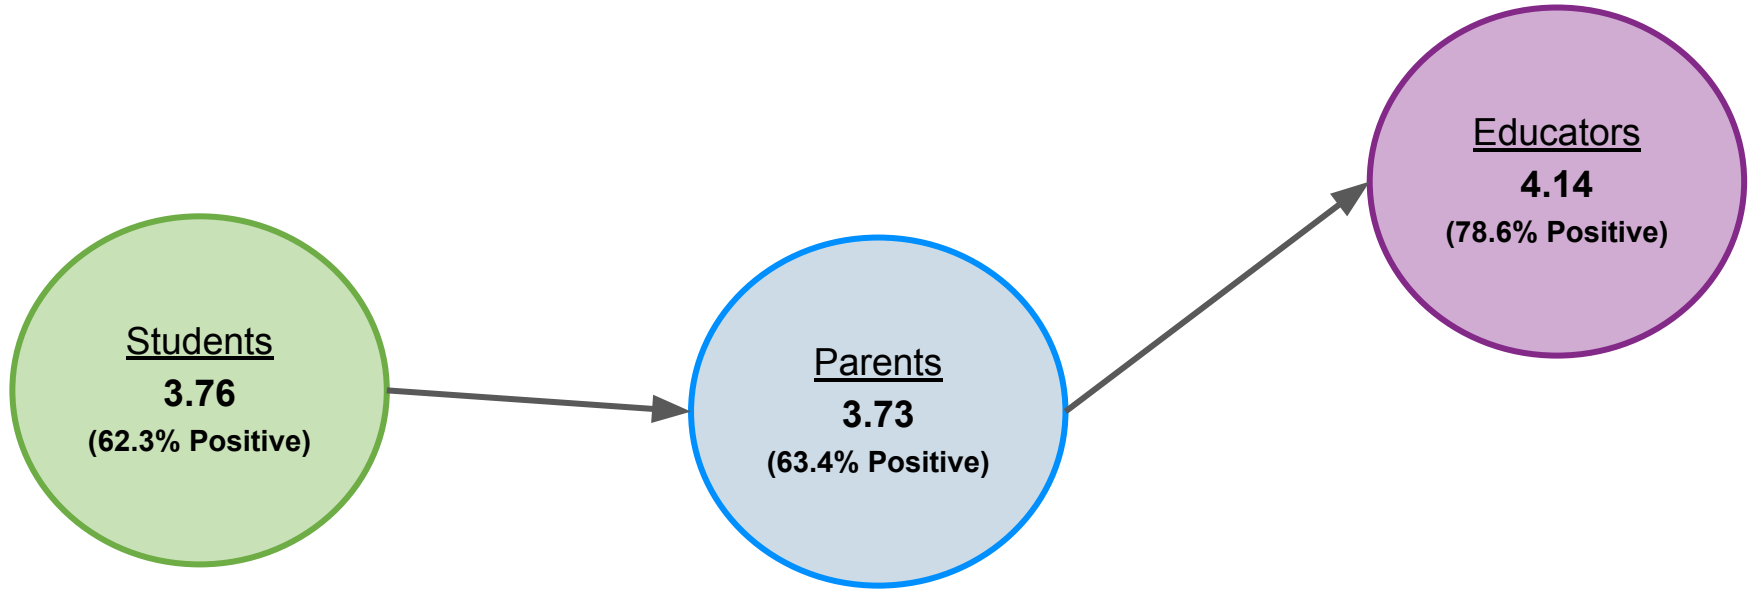 Students
3.76
(62.3% Positive)
Parents
3.73
(63.4% Positive)
Educators
4.14
(78.6% Positive)